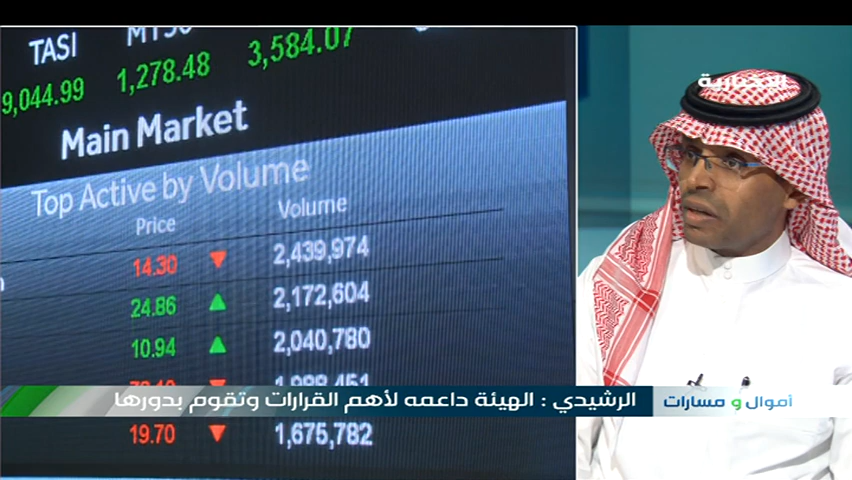 TASI MT30
9,044.99 1,278.48 3,584.07
Main Market
Top Active by Volume
Price Volume
14.30 2,439,974
24.86 2,172,604
10.94 2,040,780
19.70 1,675,782
الإخبارية
أموال و مسارات
الرشيدي : الهيئة داعمه لأهم القرارات وتقوم بدورها